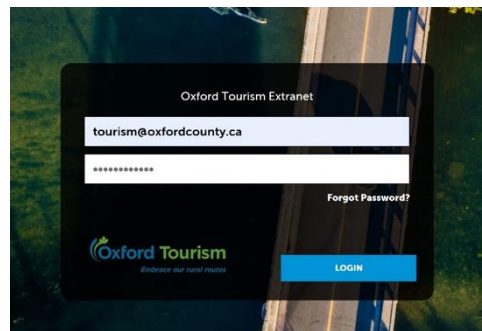 Oxford Tourism Extranet
tourism@oxfordcounty.ca
••••••••••••
Forgot Password?
Oxford Tourism
Embrace our rural routes
LOGIN